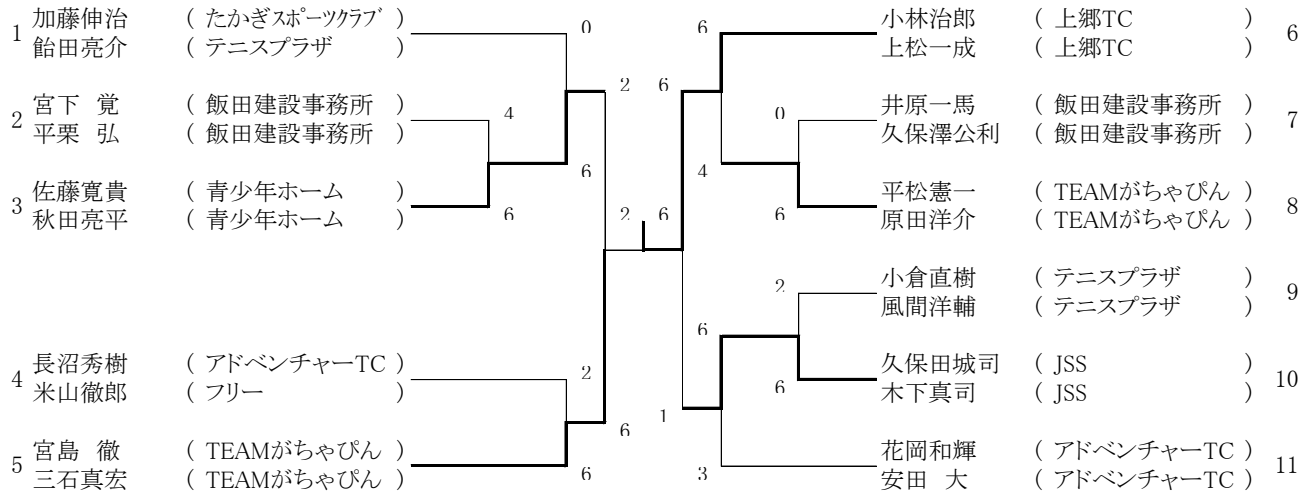 1 加藤伸治 ( たかぎスポーツクラブ )
飴田亮介 ( テニスプラザ )
2 宮下 覚 ( 飯田建設事務所 )
平栗 弘 ( 飯田建設事務所 )
3 佐藤寛貴 ( 青少年ホーム )
秋田亮平 ( 青少年ホーム )
4 長沼秀樹 ( アドベンチャーTC )
米山徹郎 ( フリー )
5 宮島 徹 ( TEAMがちゃぴん )
三石真宏 ( TEAMがちゃぴん )
0
4
2
6
6
2
2
6
6
6
6
0
4
6
6
2
6
6
1
3
小林治郎 ( 上郷TC ) 6
上松一成 ( 上郷TC )
井原一馬 ( 飯田建設事務所 ) 7
久保澤公利 ( 飯田建設事務所 )
平松憲一 ( TEAMがちゃぴん ) 8
原田洋介 ( TEAMがちゃぴん )
小倉直樹 ( テニスプラザ ) 9
風間洋輔 ( テニスプラザ )
久保田城司 ( JSS ) 10
木下真司 ( JSS )
花岡和輝 ( アドベンチャーTC ) 11
安田 大 ( アドベンチャーTC )